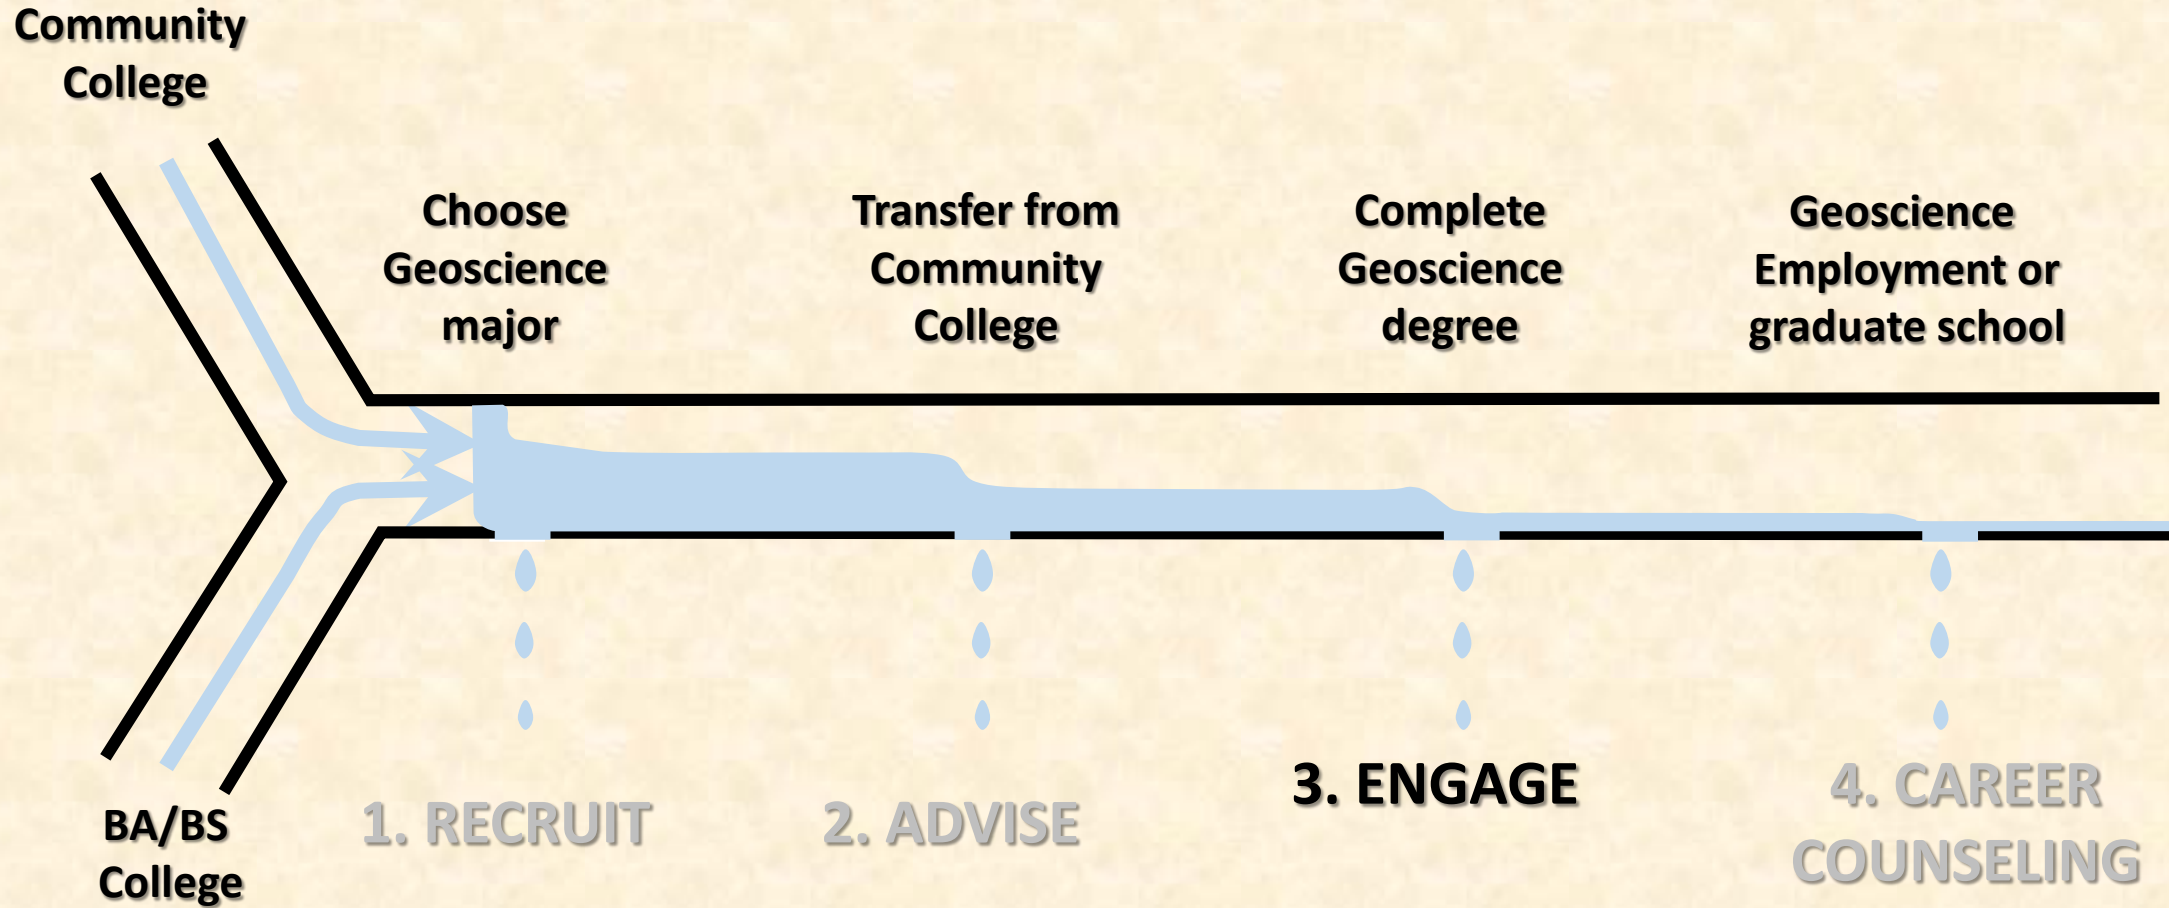 Community
College
Choose
Geoscience
major
Transfer from
Community
College
Complete
Geoscience
degree
Geoscience
Employment or
graduate school
BA/BS
College
1. RECRUIT
2. ADVISE
3. ENGAGE
4. CAREER
COUNSELING